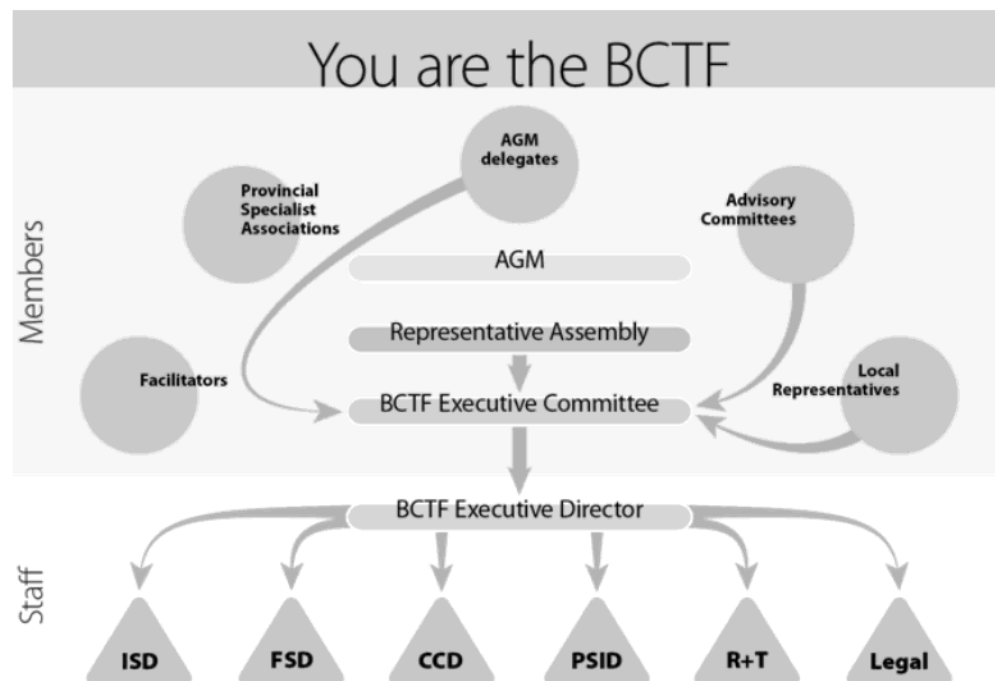 You are the BCTF
Members
AGM
delegates
Provincial
Specialist
Associations
Advisory
Committees
AGM
Representative Assembly
Facilitators
Local
Representatives
BCTF Executive Committee
Staff
BCTF Executive Director
ISD
FSD
CCD
PSID
R+T
Legal